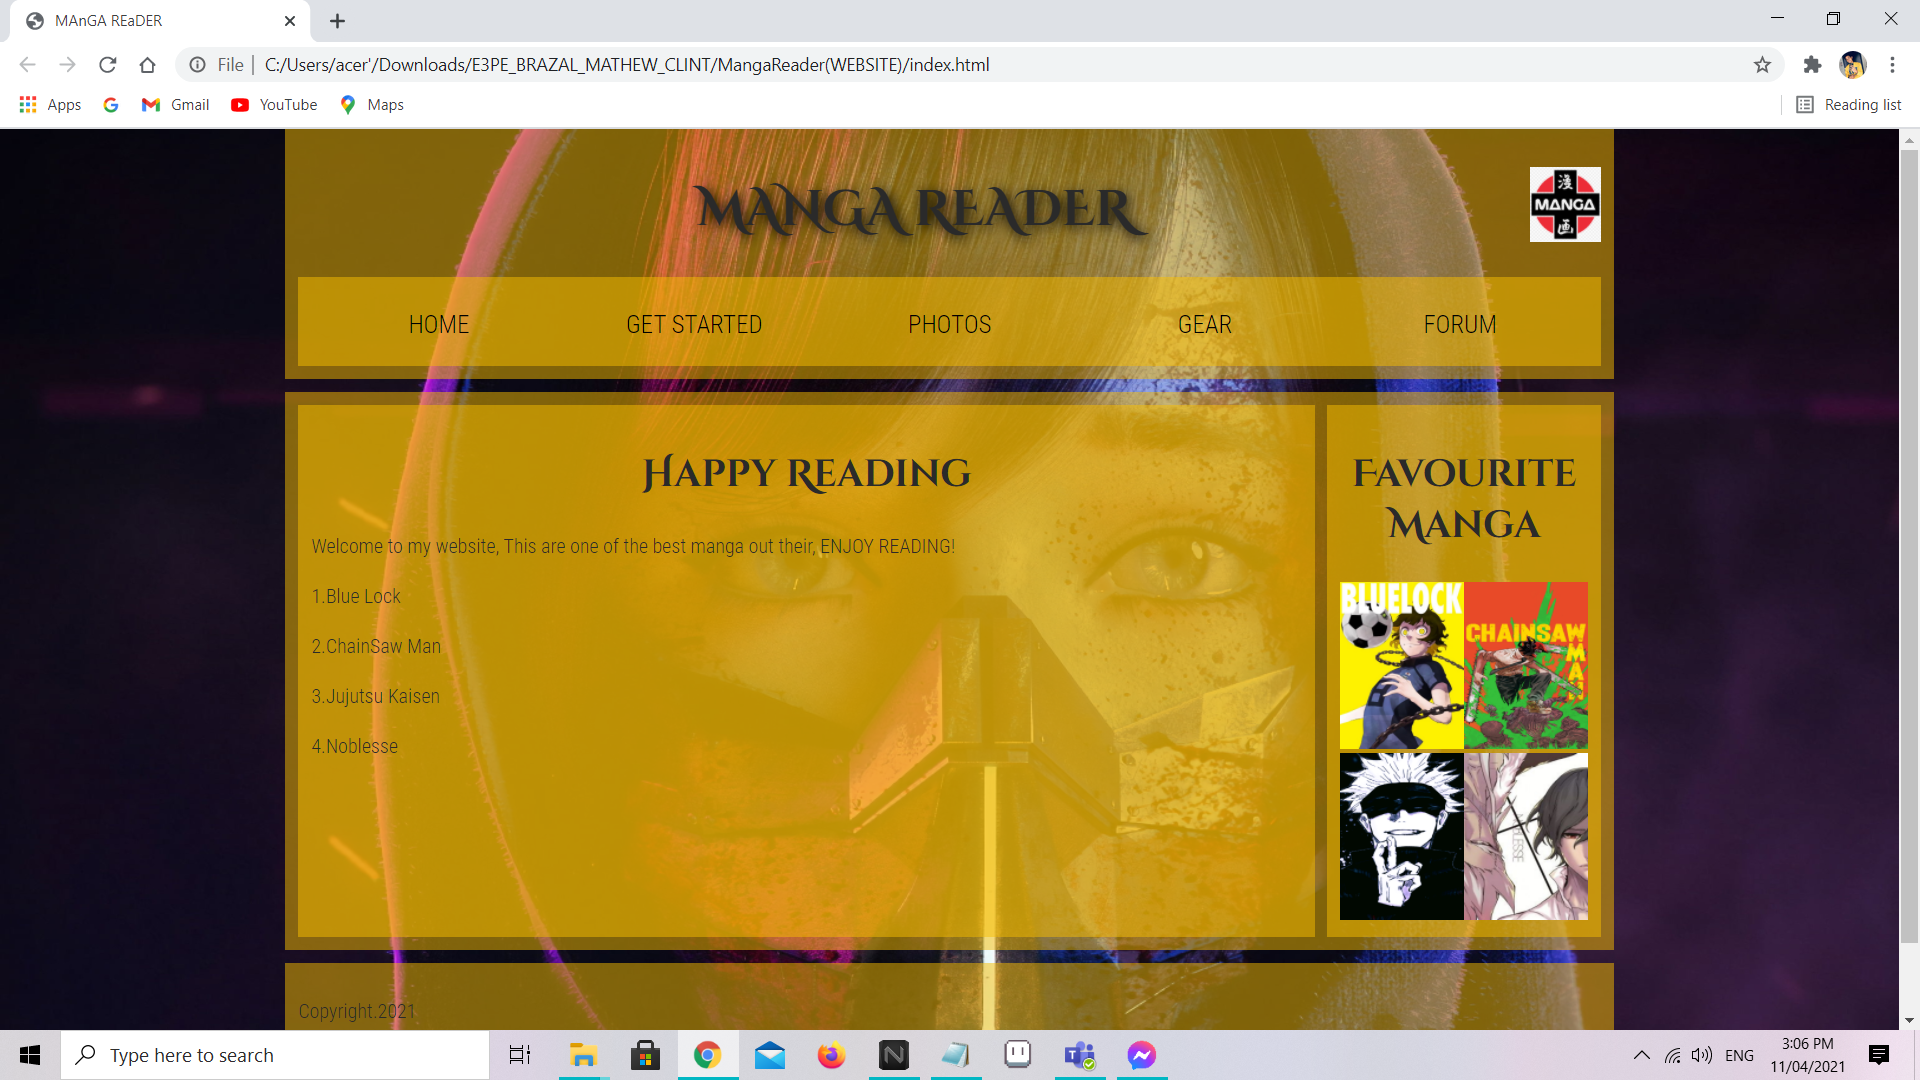 MAnGA REaDER
File
C:/Users/acer'/Downloads/E3PE_BRAZAL_MATHEW_CLINT/MangaReader(WEBSITE)/index.html
Apps
Gmail
YouTube
Maps
Reading list
MANGA READER
漫
MANGA
画
HOME
GET STARTED
PHOTOS
GEAR
FORUM
Happy Reading
Welcome to my website, This are one of the best manga out their, ENJOY READING!
1.Blue Lock
2.ChainSaw Man
3.Jujutsu Kaisen
4.Noblesse
Favourite
Manga
BLUELOCK
CHAINSAW
MAN
Copyright.2021
Type here to search
ENG
3:06 PM
11/04/2021